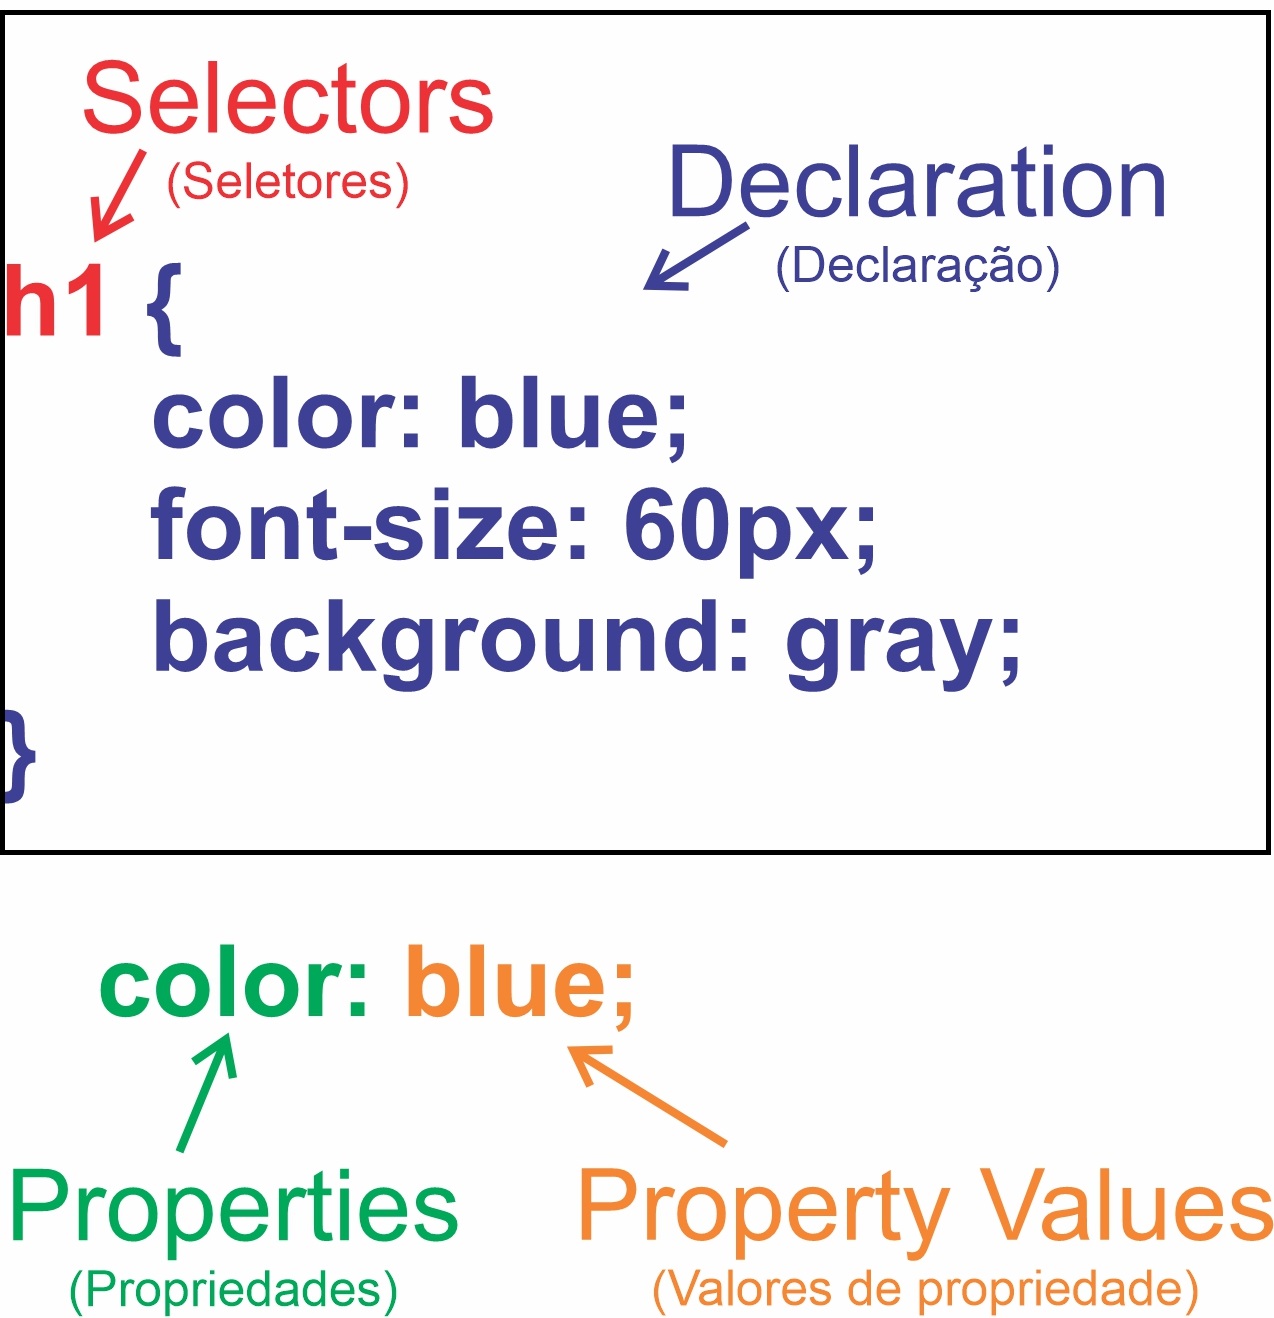 Selectors
(Seletores)
Declaration
(Declaração)
h1 {
color: blue;
font-size: 60px;
background: gray;
}
color: blue;
Properties
(Propriedades)
Property Values
(Valores de propriedade)